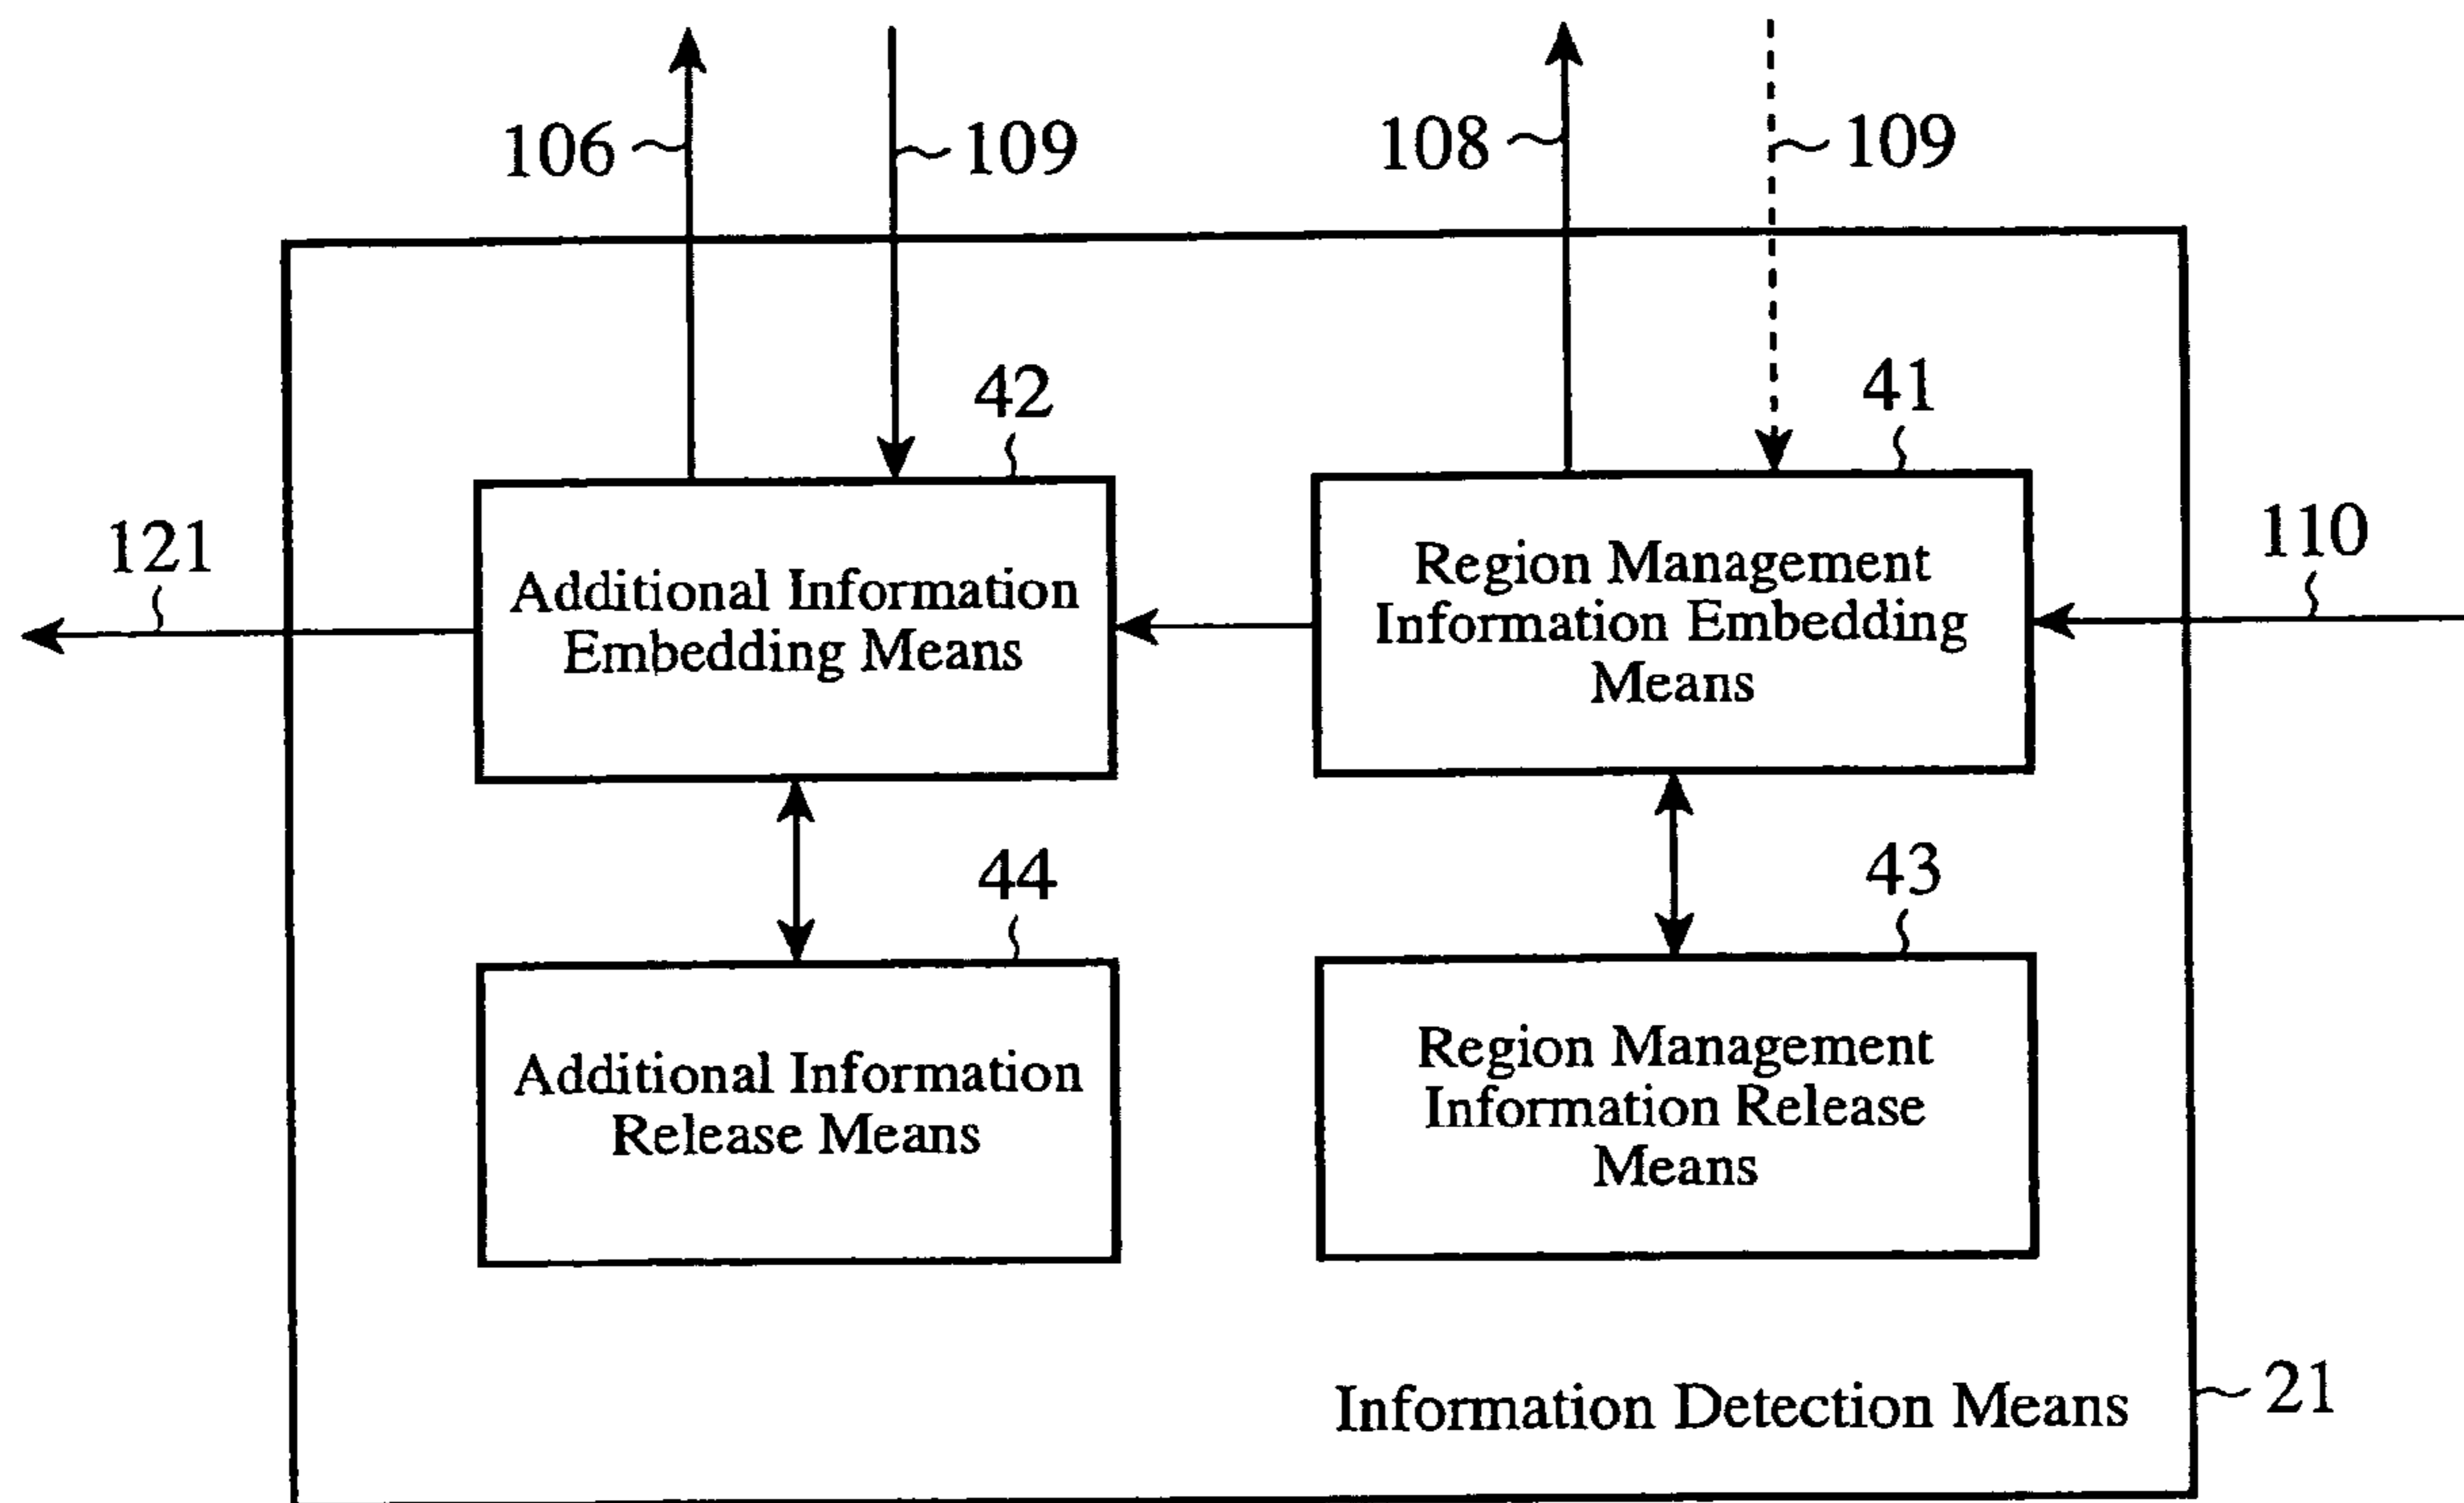 106
109
108
109
42
41
121
110
Additional Information
Embedding Means
Region Management
Information Embedding
Means
44
43
Additional Information
Release Means
Region Management
Information Release
Means
Information Detection Means
21